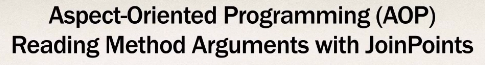 Aspect-Oriented Programming (AOP)
Reading Method Arguments with JoinPoints